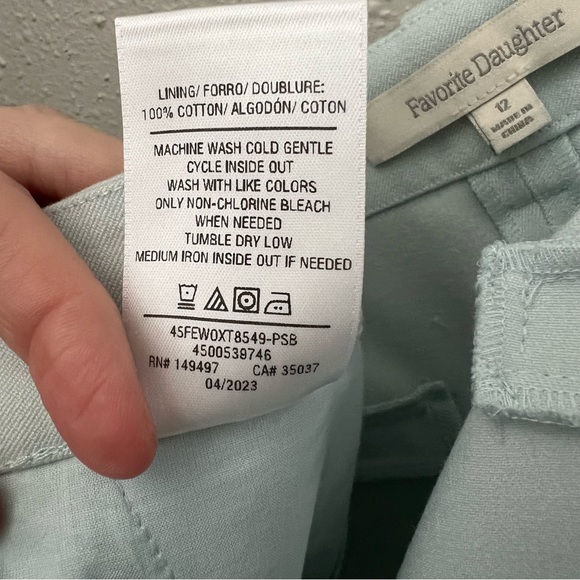 LINING/ FORRO/ DOUBLURE:
100% COTTON/ ALGODÓN/ COTON
MACHINE WASH COLD GENTLE
CYCLE INSIDE OUT
WASH WITH LIKE COLORS
ONLY NON-CHLORINE BLEACH
WHEN NEEDED
TUMBLE DRY LOW
MEDIUM IRON INSIDE OUT IF NEEDED
45FEWOXT8549-PSB
4500539746
RN# 149497 CA# 35037
04/2023
Favorite Daughter
12
MADE IN
CHINA